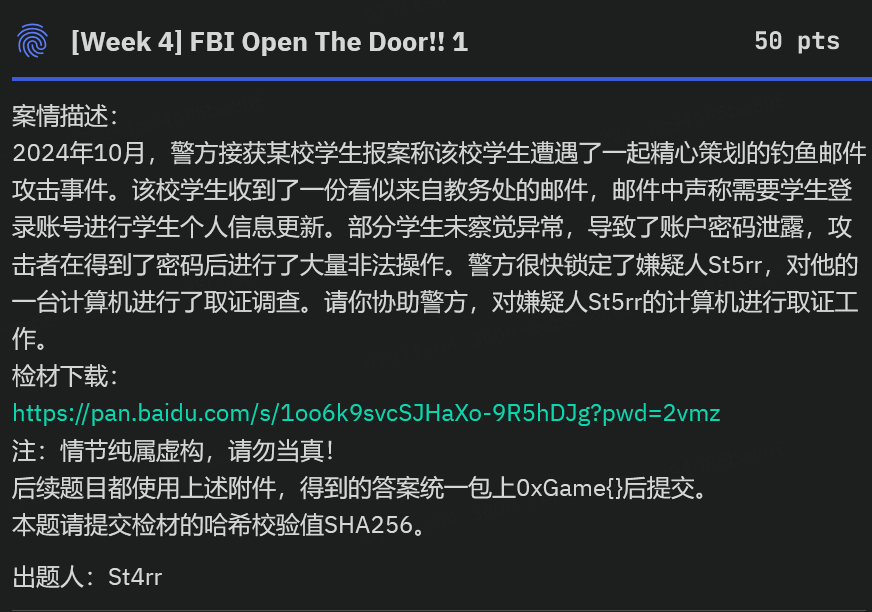 [Week 4] FBI Open The Door!! 1
50 pts
案情描述：
2024年10月，警方接获某校学生报案称该校学生遭遇了一起精心策划的钓鱼邮件
攻击事件。该校学生收到了一份看似来自教务处的邮件，邮件中声称需要学生登
录账号进行学生个人信息更新。部分学生未察觉异常，导致了账户密码泄露，攻
击者在得到了密码后进行了大量非法操作。警方很快锁定了嫌疑人St5rr，对他的
一台计算机进行了取证调查。请你协助警方，对嫌疑人St5rr的计算机进行取证工
作。
检材下载：
https://pan.baidu.com/s/1oo6k9svcSJHaXo-9R5hDJg?pwd=2vmz
注：情节纯属虚构，请勿当真！
后续题目都使用上述附件，得到的答案统一包上0xGame{}后提交。
本题请提交检材的哈希校验值SHA256。
出题人：St4rr